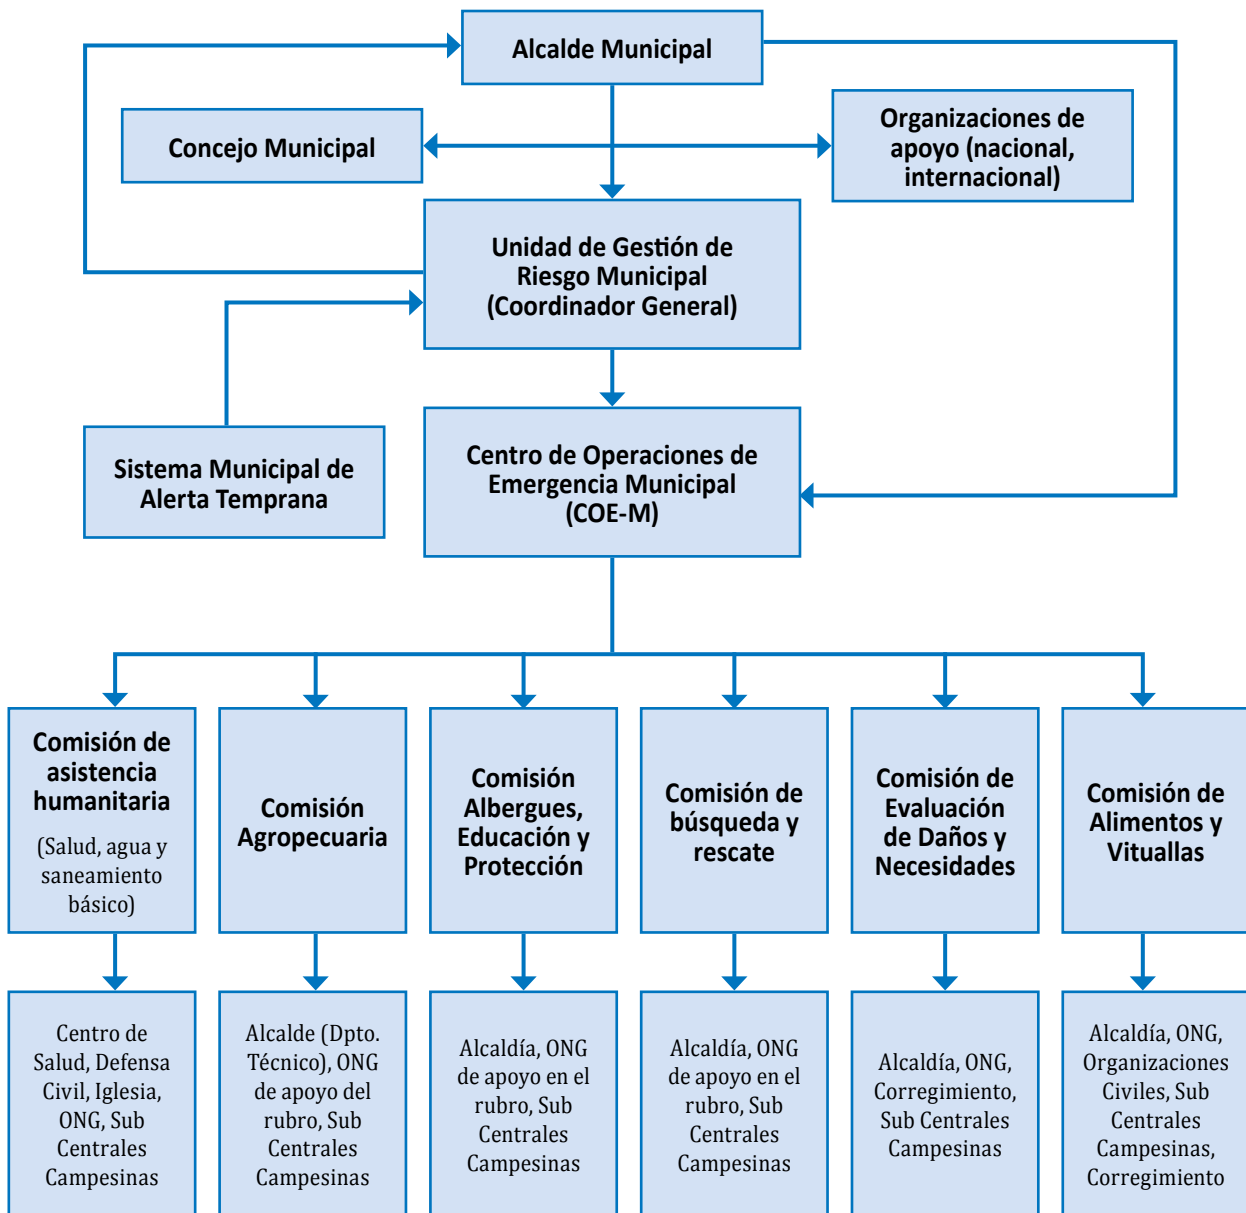 Alcalde Municipal
Concejo Municipal
Organizaciones de
apoyo (nacional,
internacional)
Unidad de Gestión de
Riesgo Municipal
(Coordinador General)
Sistema Municipal de
Alerta Temprana
Centro de Operaciones de
Emergencia Municipal
(COE-M)
Comisión de
asistencia
humanitaria
(Salud, agua y
saneamiento
básico)
Comisión
Agropecuaria
Comisión
Albergues,
Educación y
Protección
Comisión de
búsqueda y
rescate
Comisión de
Evaluación
de Daños y
Necesidades
Comisión de
Alimentos y
Vituallas
Centro de
Salud, Defensa
Civil, Iglesia,
ONG, Sub
Centrales
Campesinas
Alcalde (Dpto.
Técnico), ONG
de apoyo del
rubro, Sub
Centrales
Campesinas
Alcaldía, ONG
de apoyo en el
rubro, Sub
Centrales
Campesinas
Alcaldía, ONG
de apoyo en el
rubro, Sub
Centrales
Campesinas
Alcaldía, ONG,
Corregimiento,
Sub Centrales
Campesinas
Alcaldía, ONG,
Organizaciones
Civiles, Sub
Centrales
Campesinas,
Corregimiento